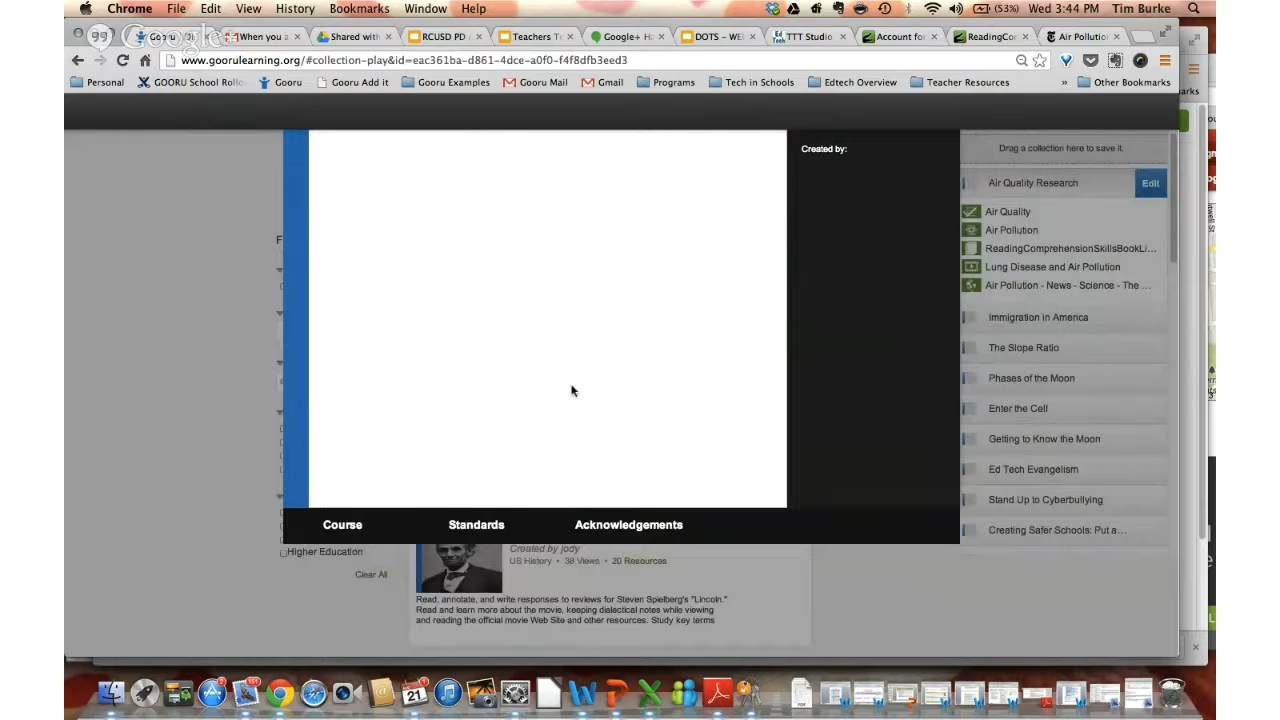 Chrome File Edit View History Bookmarks Window Help (53%) Wed 3:44 PM Tim Burke
Google
Gooru When you a Shared with RCUSD PD Teachers T Google+ Ha DOTS – WE TTT Studio Account for ReadingCor Air Pollution
www.goorulearning.org/#collection-play&id=eac361ba-d861-4dce-a0f0-f4f8dfb3eed3
Personal GOORU School Rollo Gooru Gooru Add it Gooru Examples Gooru Mail Gmail Programs Tech in Schools Edtech Overview Teacher Resources » Other Bookmarks
Created by:
Drag a collection here to save it.
Air Quality Research Edit
Air Quality
Air Pollution
ReadingComprehensionSkillsBookLi...
Lung Disease and Air Pollution
Air Pollution - News - Science - The ...
Immigration in America
The Slope Ratio
Phases of the Moon
Enter the Cell
Getting to Know the Moon
Ed Tech Evangelism
Stand Up to Cyberbullying
Creating Safer Schools: Put a...
Course Standards Acknowledgements
Higher Education
Clear All
Created by jody
US History • 38 Views • 20 Resources
Read, annotate, and write responses to reviews for Steven Spielberg's "Lincoln."
Read and learn more about the movie, keeping dialectical notes while viewing
and reading the official movie Web Site and other resources. Study key terms